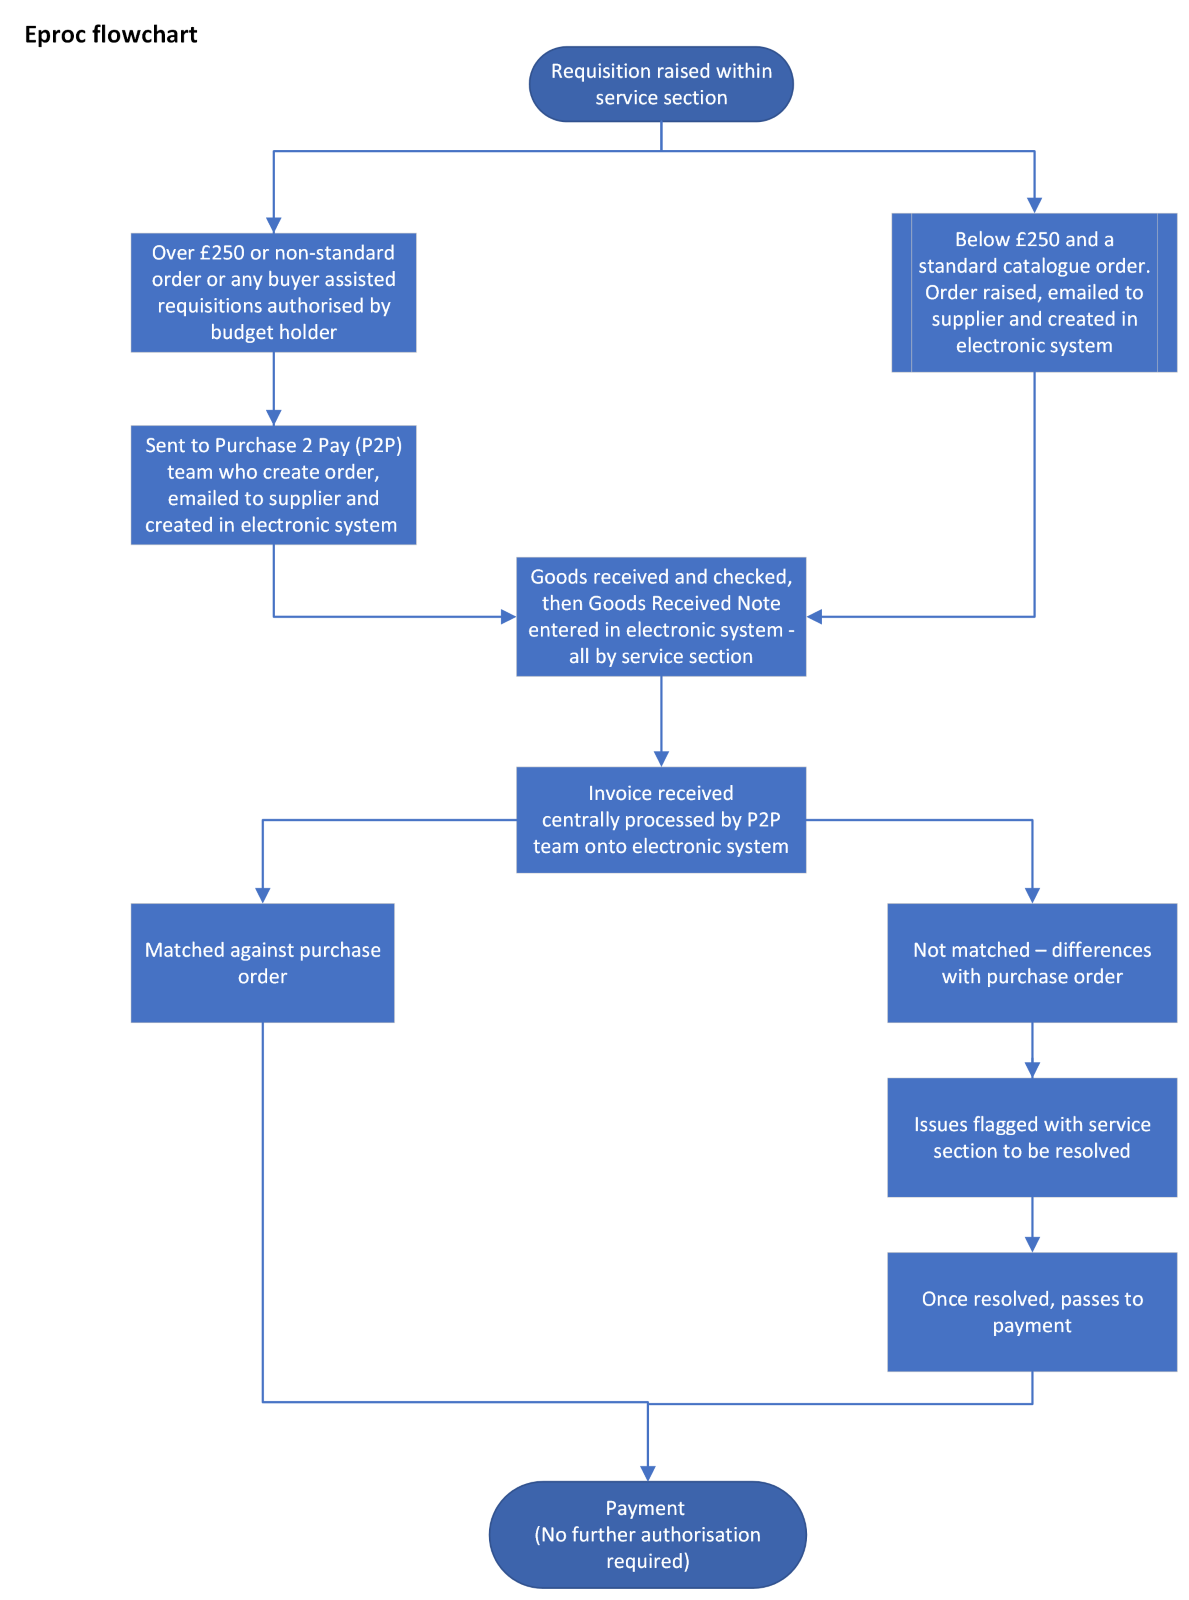 Eproc flowchart
Requisition raised within
service section
Over £250 or non-standard
order or any buyer assisted
requisitions authorised by
budget holder
Below £250 and a
standard catalogue order.
Order raised, emailed to
supplier and created in
electronic system
Sent to Purchase 2 Pay (P2P)
team who create order,
emailed to supplier and
created in electronic system
Goods received and checked,
then Goods Received Note
entered in electronic system -
all by service section
Invoice received
centrally processed by P2P
team onto electronic system
Matched against purchase
order
Not matched – differences
with purchase order
Issues flagged with service
section to be resolved
Once resolved, passes to
payment
Payment
(No further authorisation
required)